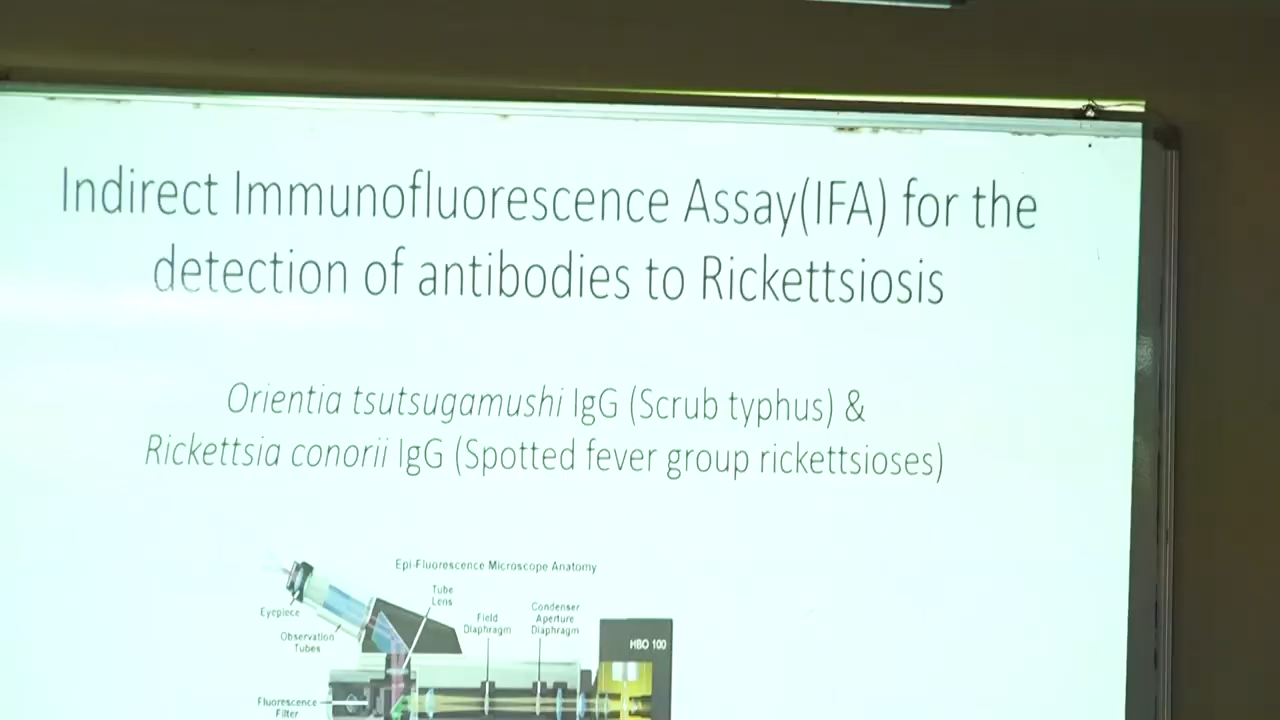 Indirect Immunofluorescence Assay(IFA) for the
detection of antibodies to Rickettsiosis
Orientia tsutsugamushi IgG (Scrub typhus) &
Rickettsia conorii IgG (Spotted fever group rickettsioses)
Epi-Fluorescence Microscope Anatomy
Tube
Lens
Eyepiece
Field
Diaphragm
Condenser
Aperture
Diaphragm
Observation
Tubes
HBO 100
Fluorescence
Filter